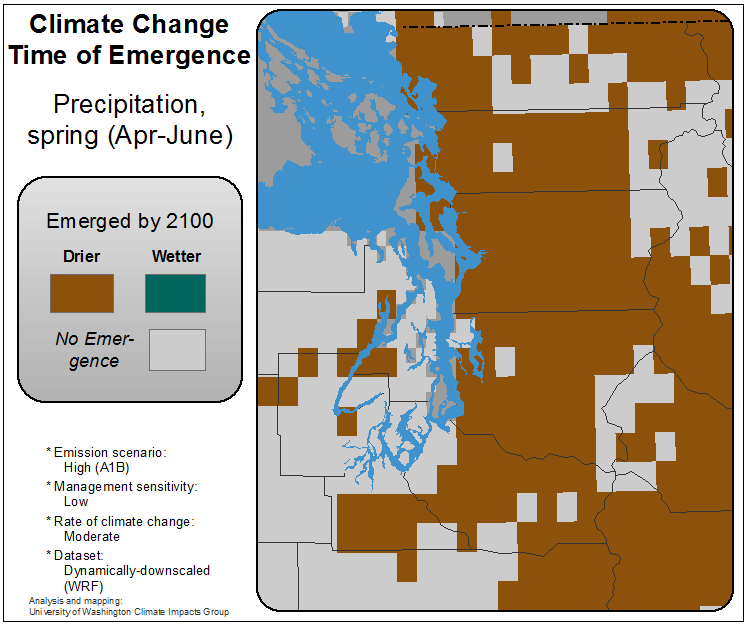 Climate Change
Time of Emergence
Precipitation,
spring (Apr-June)
Emerged by 2100
Drier
Wetter
No Emer-
gence
* Emission scenario:
High (A1B)
* Management sensitivity:
Low
* Rate of climate change:
Moderate
* Dataset:
Dynamically-downscaled
(WRF)
Analysis and mapping:
University of Washington Climate Impacts Group